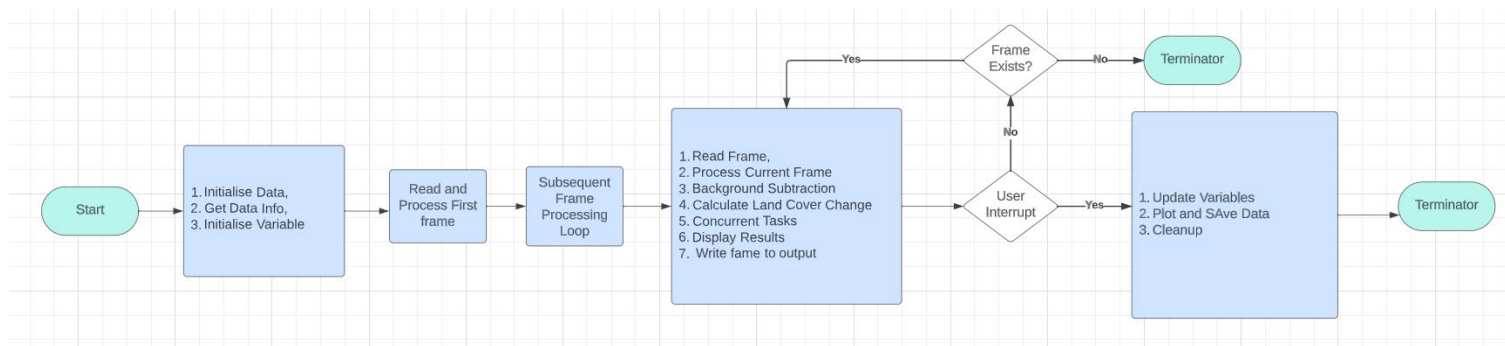 Start
1. Initialise Data,
2. Get Data Info,
3. Initialise Variable
Read and
Process First
frame
Subsequent
Frame
Processing
Loop
1. Read Frame,
2. Process Current Frame
3. Background Subtraction
4. Calculate Land Cover Change
5. Concurrent Tasks
6. Display Results
7. Write fame to output
Yes
Frame
Exists?
No
Terminator
No
User
Interrupt
Yes
1. Update Variables
2. Plot and SAve Data
3. Cleanup
Terminator